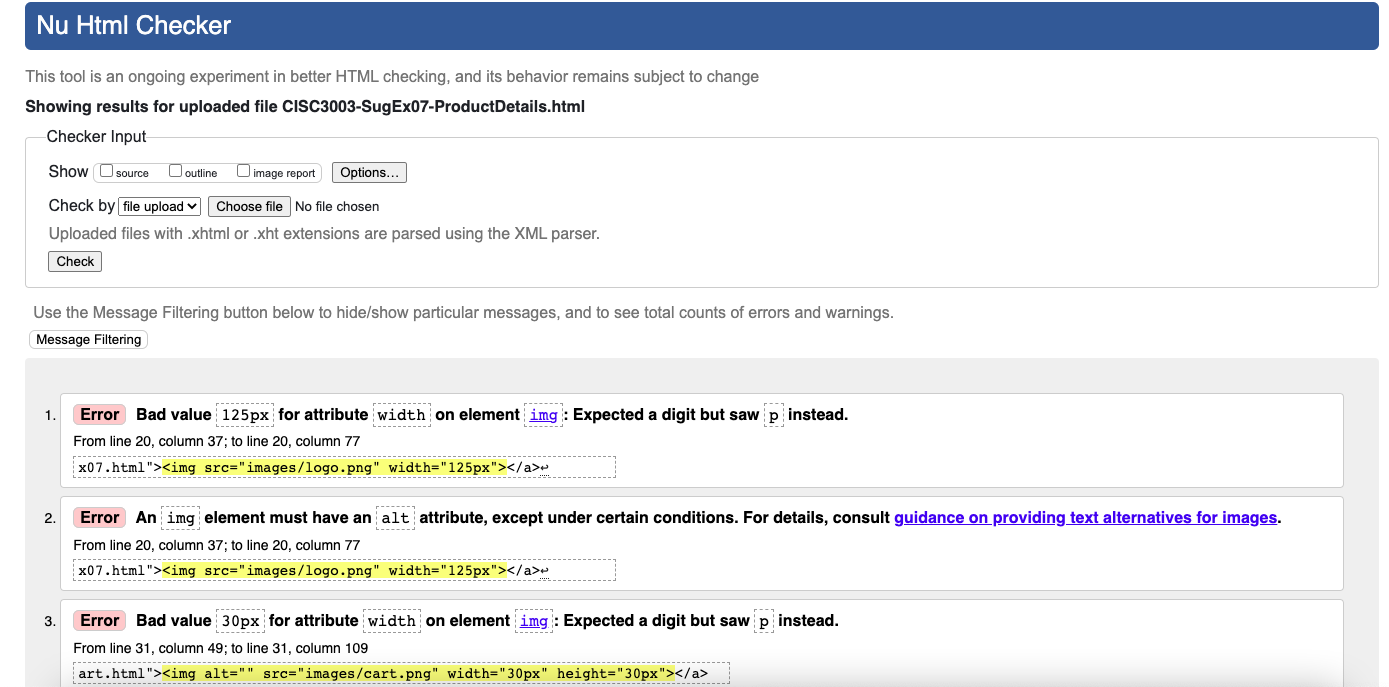 Nu Html Checker
This tool is an ongoing experiment in better HTML checking, and its behavior remains subject to change
Showing results for uploaded file CISC3003-SugEx07-ProductDetails.html
Checker Input
Show source outline image report Options...
Check by file upload Choose file No file chosen
Uploaded files with .xhtml or .xht extensions are parsed using the XML parser.
Check
Use the Message Filtering button below to hide/show particular messages, and to see total counts of errors and warnings.
Message Filtering
1. Error Bad value 125px for attribute width on element img: Expected a digit but saw p instead.
From line 20, column 37; to line 20, column 77
x07.html"><img src="images/logo.png" width="125px"></a>↩
2. Error An img element must have an alt attribute, except under certain conditions. For details, consult guidance on providing text alternatives for images.
From line 20, column 37; to line 20, column 77
x07.html"><img src="images/logo.png" width="125px"></a>↩
3. Error Bad value 30px for attribute width on element img: Expected a digit but saw p instead.
From line 31, column 49; to line 31, column 109
art.html"><img alt="" src="images/cart.png" width="30px" height="30px"></a>